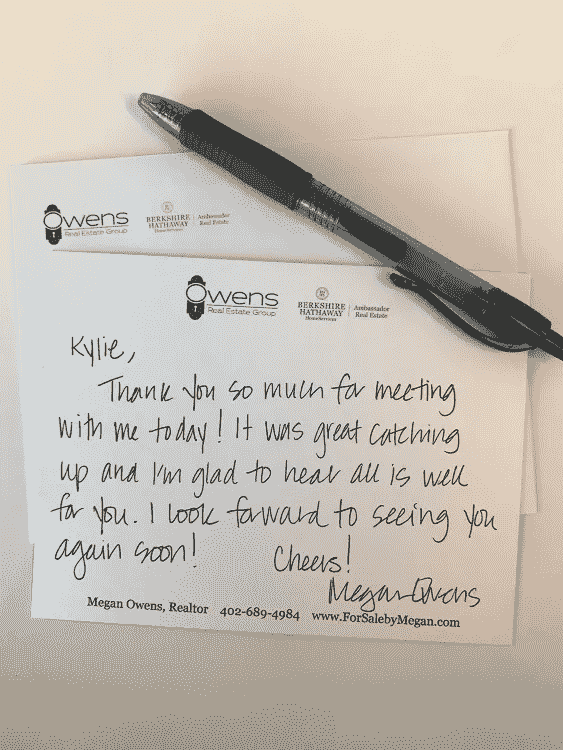 Owens
Real Estate Group
BERKSHIRE
HATHAWAY
HomeServices
Ambassador
Real Estate
Owens
Real Estate Group
BERKSHIRE
HATHAWAY
HomeServices
Ambassador
Real Estate
Kylie,
Thank you so much for meeting
with me today! It was great catching
up and I'm glad to hear all is well
for you. I look forward to seeing you
again soon!
Cheers!
Megan Owens
Megan Owens, Realtor 402-689-4984 www.ForSalebyMegan.com